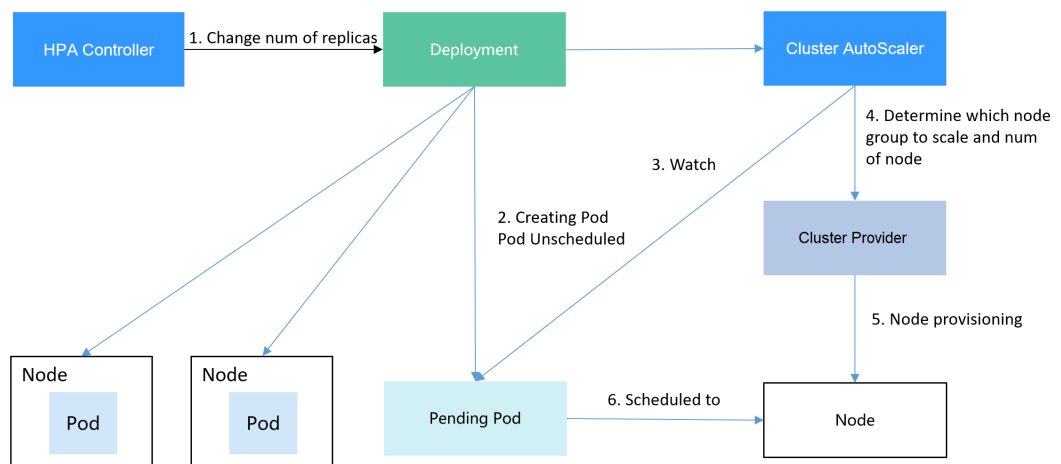 HPA Controller
1. Change num of replicas
Deployment
Cluster AutoScaler
4. Determine which node
group to scale and num
of node
3. Watch
2. Creating Pod
Pod Unscheduled
Cluster Provider
5. Node provisioning
Node
Pod
Node
Pod
Pending Pod
6. Scheduled to
Node